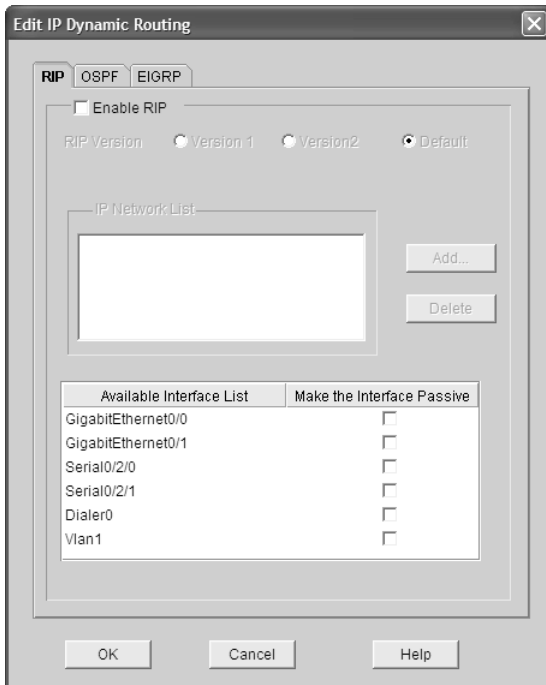 Edit IP Dynamic Routing
RIP OSPF EIGRP
Enable RIP
RIP Version Version 1 Version2 Default
IP Network List
Add...
Delete
Available Interface List Make the Interface Passive
GigabitEthernet0/0
GigabitEthernet0/1
Serial0/2/0
Serial0/2/1
Dialer0
Vlan1
OK Cancel Help